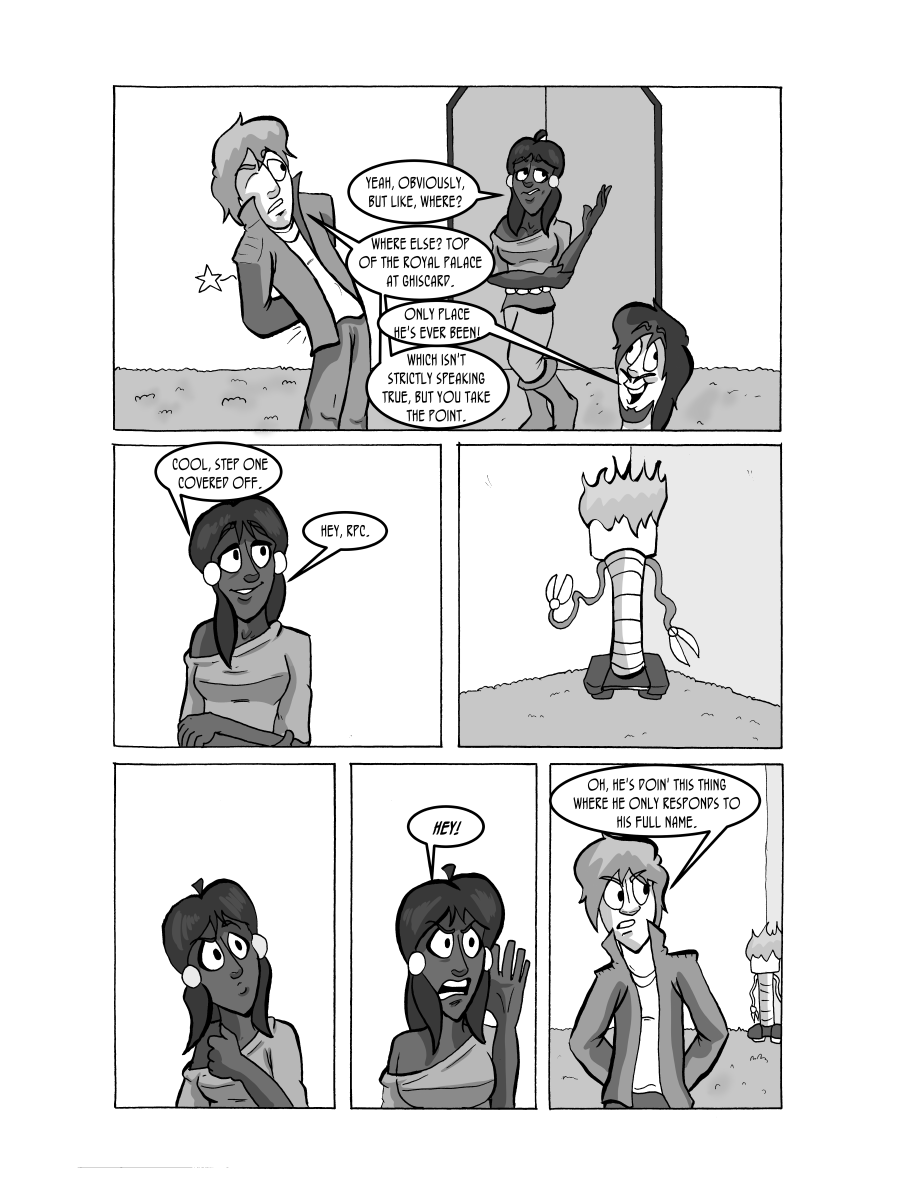 YEAH, OBVIOUSLY,
BUT LIKE, WHERE?
WHERE ELSE? TOP
OF THE ROYAL PALACE
AT GHISCARD.
ONLY PLACE
HE'S EVER BEEN!
WHICH ISN'T
STRICTLY SPEAKING
TRUE, BUT YOU TAKE
THE POINT.
COOL, STEP ONE
COVERED OFF.
HEY, RPC.
HEY!
OH, HE'S DOIN' THIS THING
WHERE HE ONLY RESPONDS TO
HIS FULL NAME.